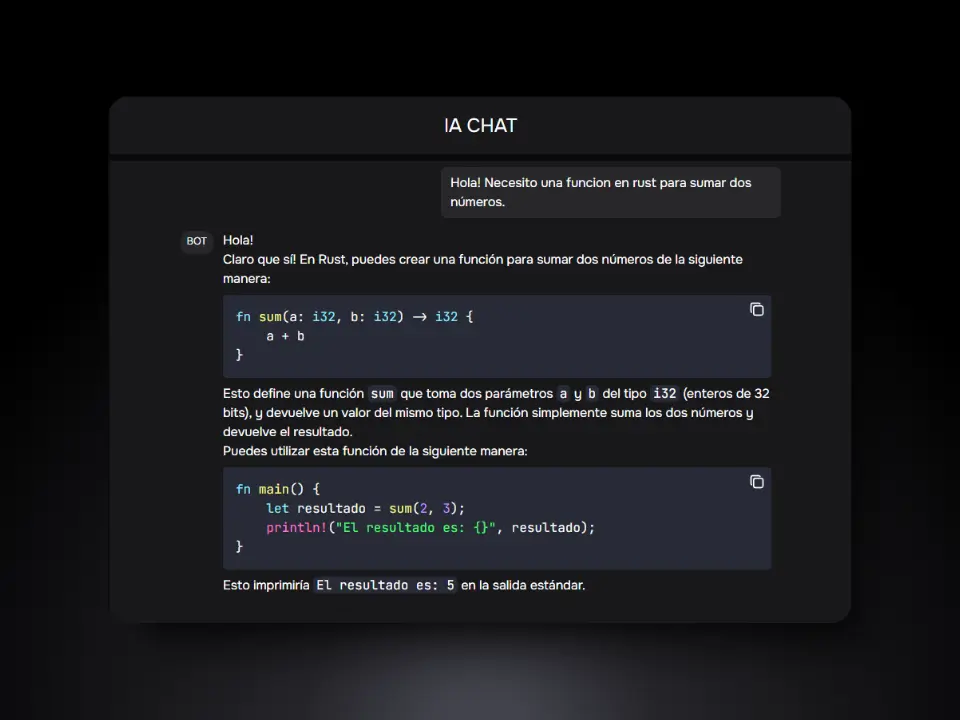 IA CHAT
Hola! Necesito una funcion en rust para sumar dos
números.
BOT
Hola!
Claro que sí! En Rust, puedes crear una función para sumar dos números de la siguiente
manera:
fn sum(a: i32, b: i32) -> i32 {
    a + b
}
Esto define una función sum que toma dos parámetros a y b del tipo i32 (enteros de 32
bits), y devuelve un valor del mismo tipo. La función simplemente suma los dos números y
devuelve el resultado.
Puedes utilizar esta función de la siguiente manera:
fn main() {
    let resultado = sum(2, 3);
    println!("El resultado es: {}", resultado);
}
Esto imprimiría El resultado es: 5 en la salida estándar.